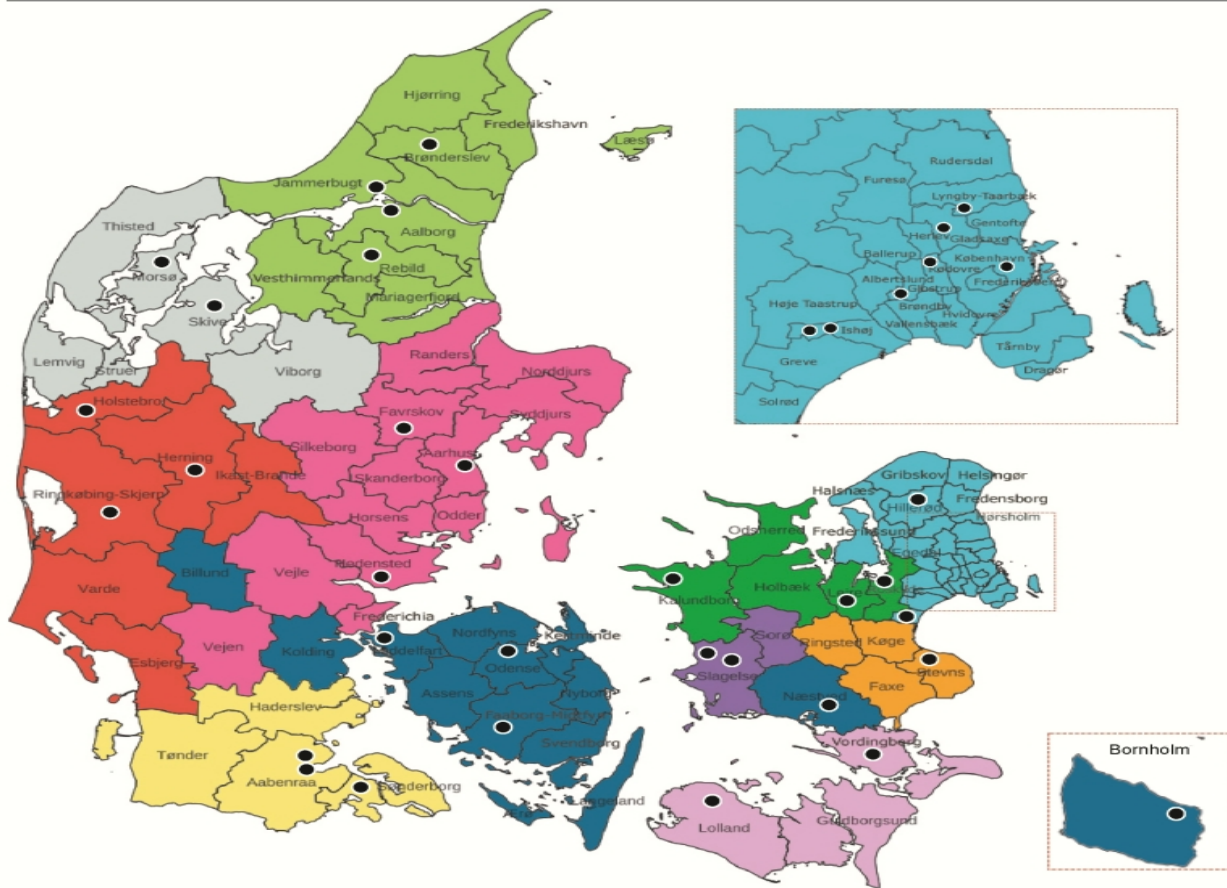 Hjørring
Frederikshavn
Læsø
Brønderslev
Jammerbugt
Thisted
Aalborg
Morsø
Rebild
Vesthimmerlands
Mariagerfjord
Skive
Lemvig
Struer
Viborg
Randers
Norddjurs
Holstebro
Favrskov
Syddjurs
Silkeborg
Aarhus
Herning
Ikast-Brande
Skanderborg
Ringkøbing-Skjern
Horsens
Odder
Billund
Vejle
Hedensted
Varde
Frederichia
Vejen
Kolding
Middelfart
Nordfyns
Kerteminde
Odense
Esbjerg
Assens
Nyborg
Haderslev
Faaborg-Midtfyn
Svendborg
Tønder
Aabenraa
Sønderborg
Langeland
Ærø
Rudersdal
Furesø
Lyngby-Taarbæk
Gentofte
Herlev
Gladsaxe
Ballerup
København
Rødovre
Albertslund
Frederiksberg
Glostrup
Høje Taastrup
Brøndby
Hvidovre
Ishøj
Vallensbæk
Greve
Tårnby
Dragør
Solrød
Gribskov
Helsingør
Halsnæs
Fredensborg
Hillerød
Hørsholm
Odsherred
Frederikssund
Egedal
Holbæk
Lejre
Kalundborg
Sorø
Ringsted
Køge
Slagelse
Stevns
Næstved
Faxe
Vordingborg
Lolland
Guldborgsund
Bornholm